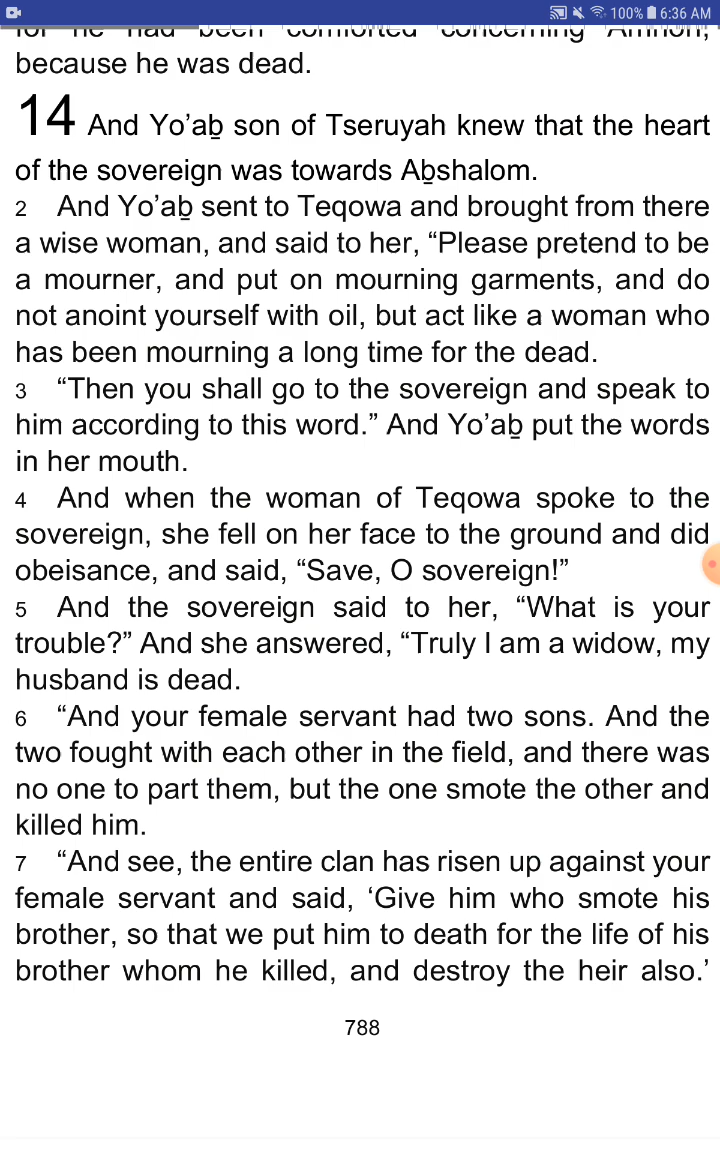 100% 6:36 AM
for he had been comforted concerning Amnon,
because he was dead.
14 And Yo’aḇ son of Tseruyah knew that the heart
of the sovereign was towards Aḇshalom.
2 And Yo’aḇ sent to Teqowa and brought from there
a wise woman, and said to her, “Please pretend to be
a mourner, and put on mourning garments, and do
not anoint yourself with oil, but act like a woman who
has been mourning a long time for the dead.
3 “Then you shall go to the sovereign and speak to
him according to this word.” And Yo’aḇ put the words
in her mouth.
4 And when the woman of Teqowa spoke to the
sovereign, she fell on her face to the ground and did
obeisance, and said, “Save, O sovereign!”
5 And the sovereign said to her, “What is your
trouble?” And she answered, “Truly I am a widow, my
husband is dead.
6 “And your female servant had two sons. And the
two fought with each other in the field, and there was
no one to part them, but the one smote the other and
killed him.
7 “And see, the entire clan has risen up against your
female servant and said, ‘Give him who smote his
brother, so that we put him to death for the life of his
brother whom he killed, and destroy the heir also.’
788